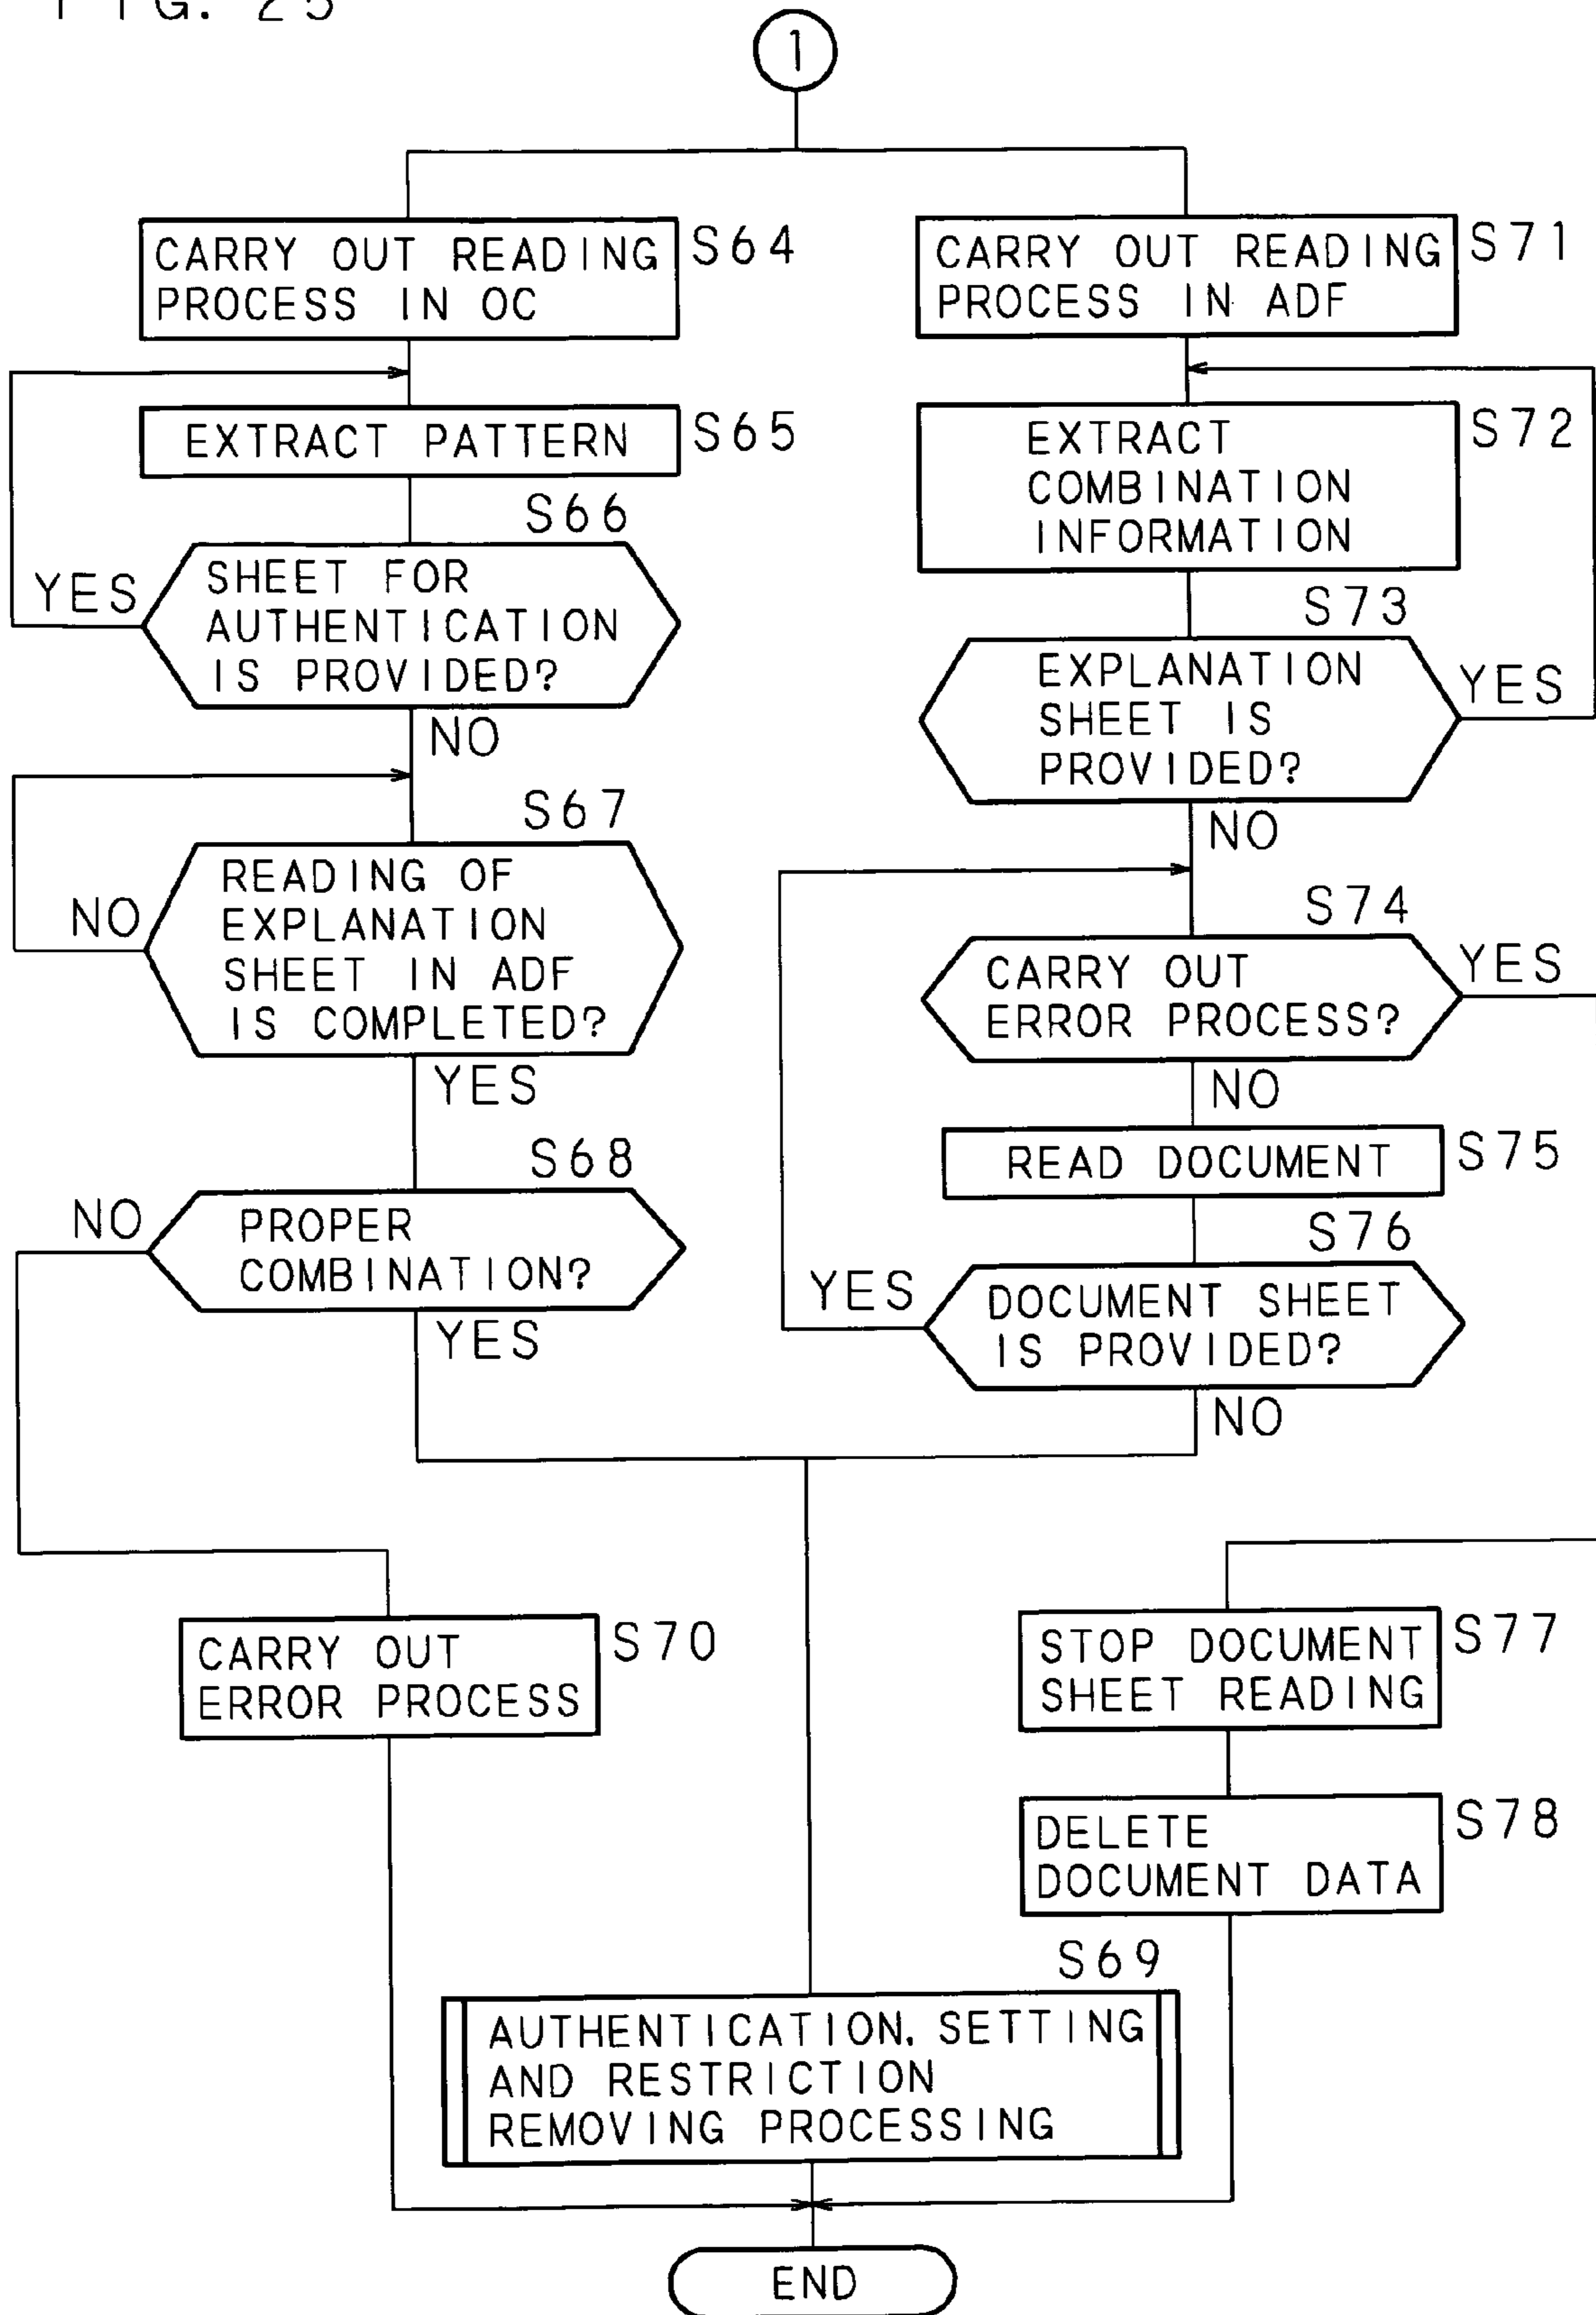 FIG. 25
1
CARRY OUT READING
PROCESS IN OC
S64
EXTRACT PATTERN
S65
S66
SHEET FOR
AUTHENTICATION
IS PROVIDED?
YES
NO
S67
READING OF
EXPLANATION
SHEET IN ADF
IS COMPLETED?
NO
YES
S68
PROPER
COMBINATION?
NO
YES
CARRY OUT
ERROR PROCESS
S70
CARRY OUT READING
PROCESS IN ADF
S71
EXTRACT
COMBINATION
INFORMATION
S72
S73
EXPLANATION
SHEET IS
PROVIDED?
YES
NO
S74
CARRY OUT
ERROR PROCESS?
YES
NO
READ DOCUMENT
S75
S76
DOCUMENT SHEET
IS PROVIDED?
YES
NO
STOP DOCUMENT
SHEET READING
S77
DELETE
DOCUMENT DATA
S78
S69
AUTHENTICATION, SETTING
AND RESTRICTION
REMOVING PROCESSING
END